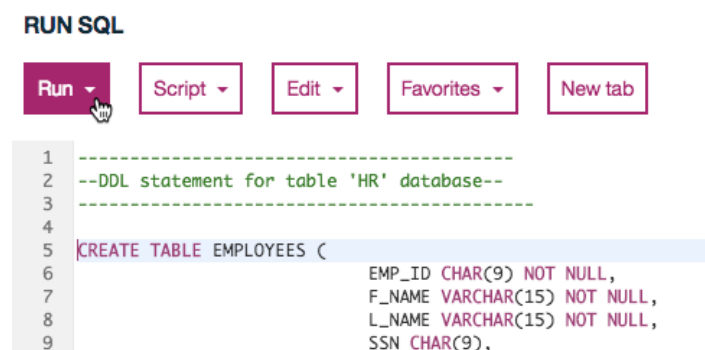 RUN SQL
Run Script Edit Favorites New tab
1 ------------------------------------------
2 --DDL statement for table 'HR' database--
3 --------------------------------------------
4
5 CREATE TABLE EMPLOYEES (
6 EMP_ID CHAR(9) NOT NULL,
7 F_NAME VARCHAR(15) NOT NULL,
8 L_NAME VARCHAR(15) NOT NULL,
9 SSN CHAR(9),